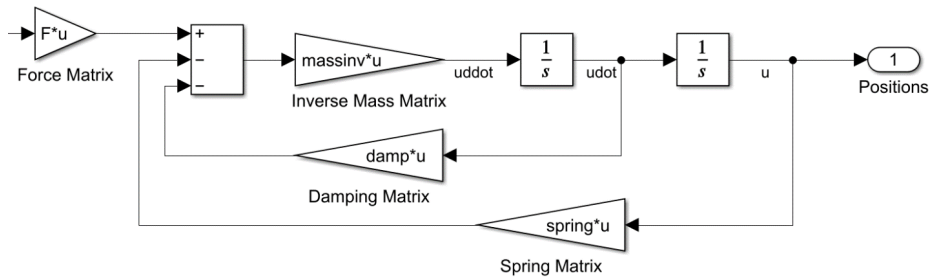 F*u
Force Matrix
+
−
−
massinv*u
Inverse Mass Matrix
uddot
1
s
udot
1
s
u
1
Positions
damp*u
Damping Matrix
spring*u
Spring Matrix